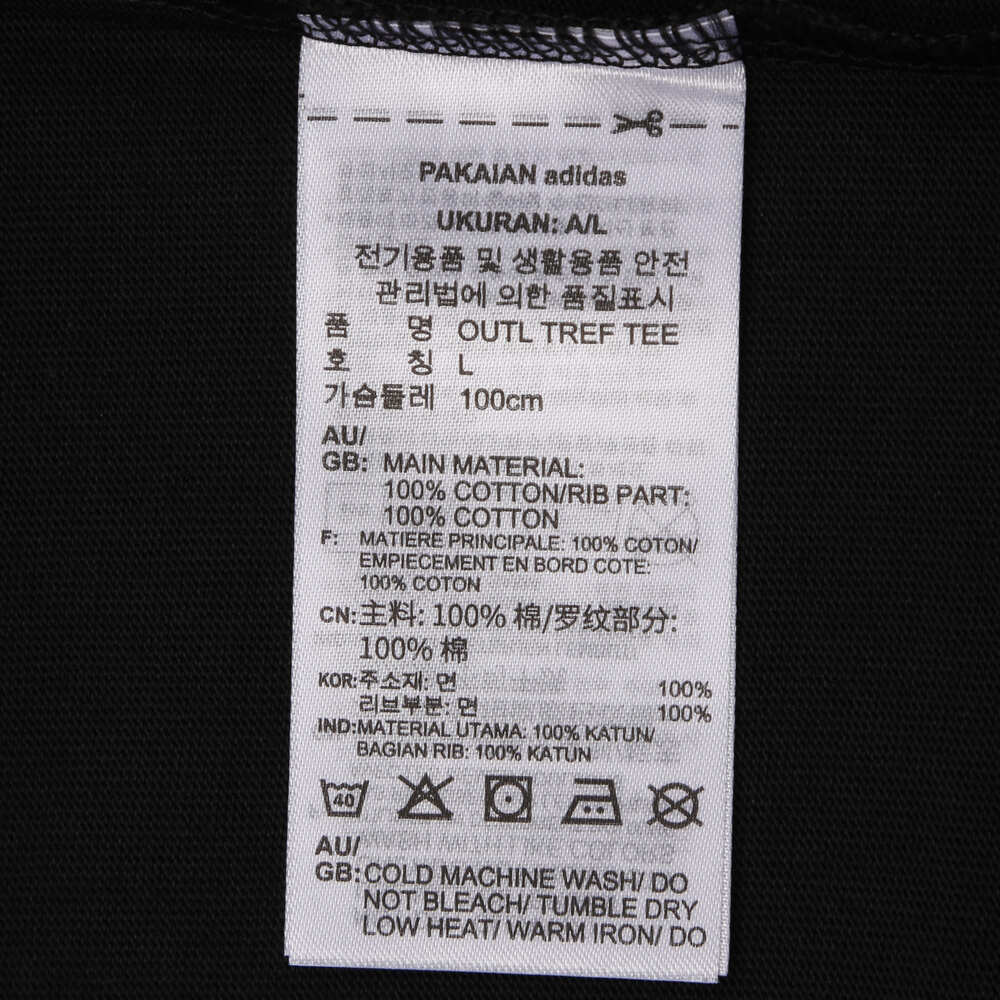 PAKAIAN adidas
UKURAN: A/L
전기용품 및 생활용품 안전
관리법에 의한 품질표시
품 명 OUTL TREF TEE
호 칭 L
가슴둘레 100cm
AU/
GB: MAIN MATERIAL:
100% COTTON/RIB PART:
100% COTTON
F: MATIERE PRINCIPALE: 100% COTON/
EMPIECEMENT EN BORD COTE:
100% COTON
CN:主料: 100% 棉/罗纹部分:
100% 棉
KOR:주소재: 면 100%
리브부분: 면 100%
IND:MATERIAL UTAMA: 100% KATUN/
BAGIAN RIB: 100% KATUN
40
AU/
GB:COLD MACHINE WASH/ DO
NOT BLEACH/ TUMBLE DRY
LOW HEAT/ WARM IRON/ DO